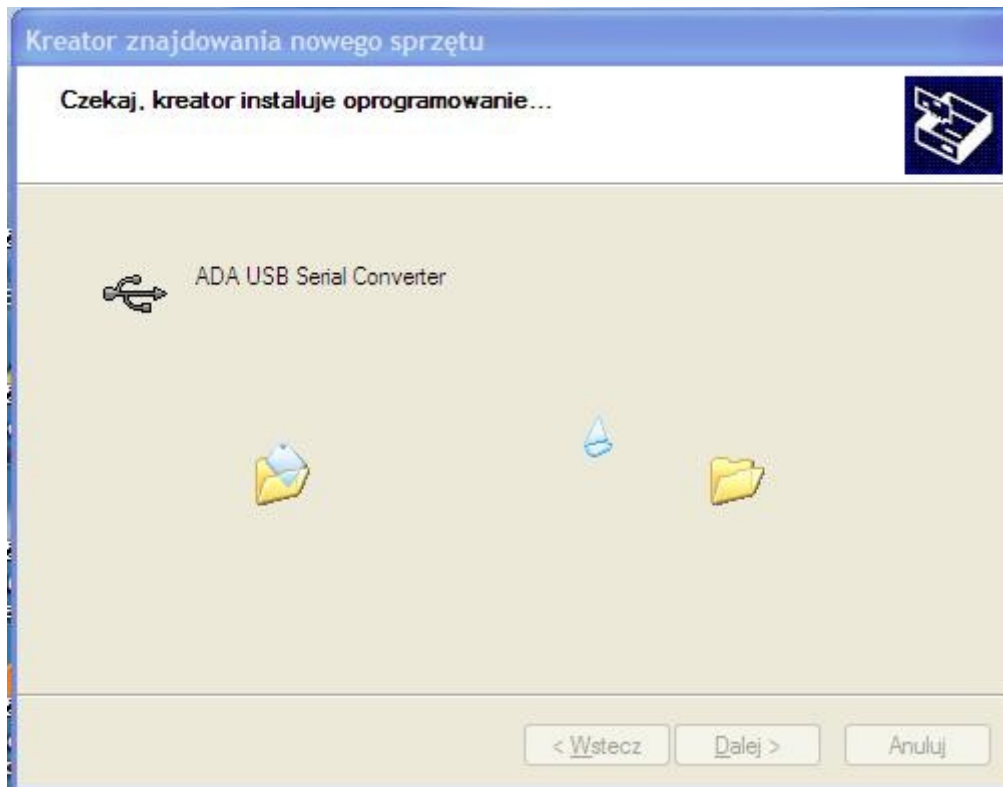 Kreator znajdowania nowego sprzętu
Czekaj, kreator instaluje oprogramowanie...
ADA USB Serial Converter
< Wstecz
Dalej >
Anuluj